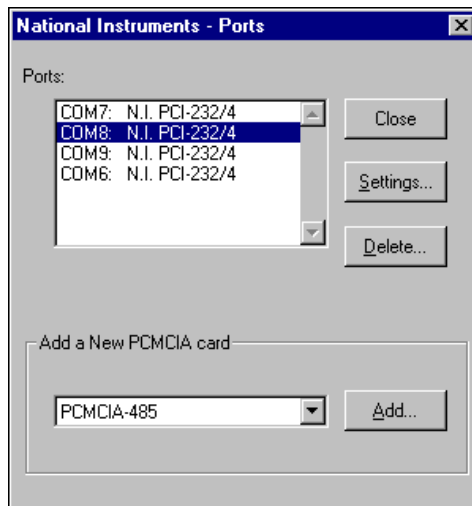 National Instruments - Ports
Ports:
COM7: N.I. PCI-232/4
COM8: N.I. PCI-232/4
COM9: N.I. PCI-232/4
COM6: N.I. PCI-232/4
Close
Settings...
Delete...
Add a New PCMCIA card
PCMCIA-485
Add...